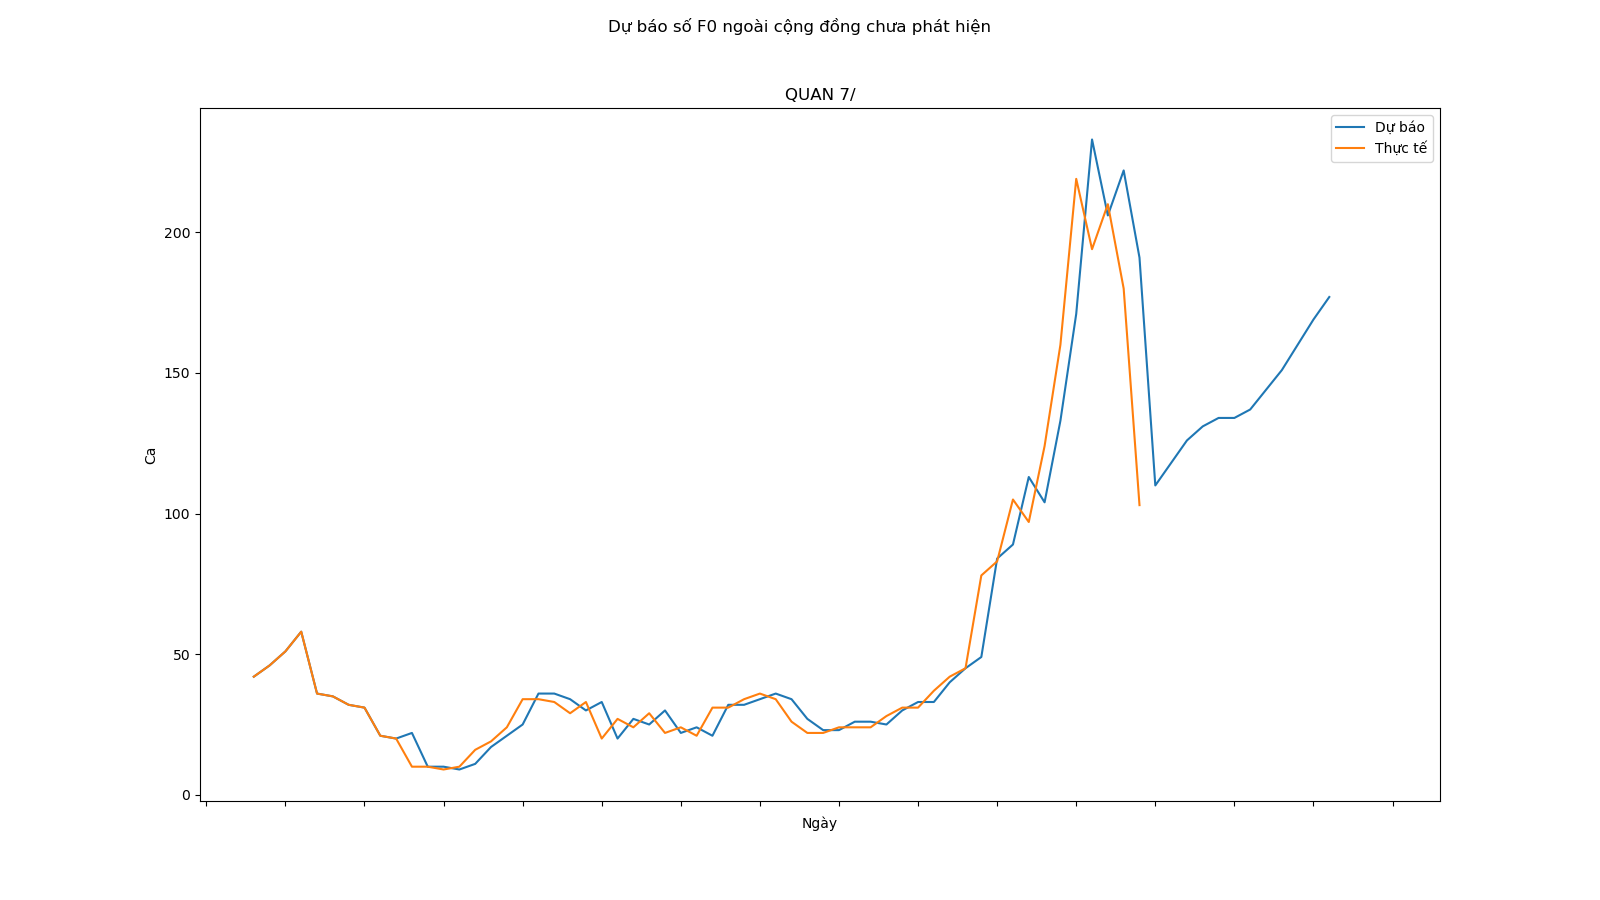 Dự báo số F0 ngoài cộng đồng chưa phát hiện
QUAN 7/
Dự báo
Thực tế
200
150
100
50
0
Ca
Ngày